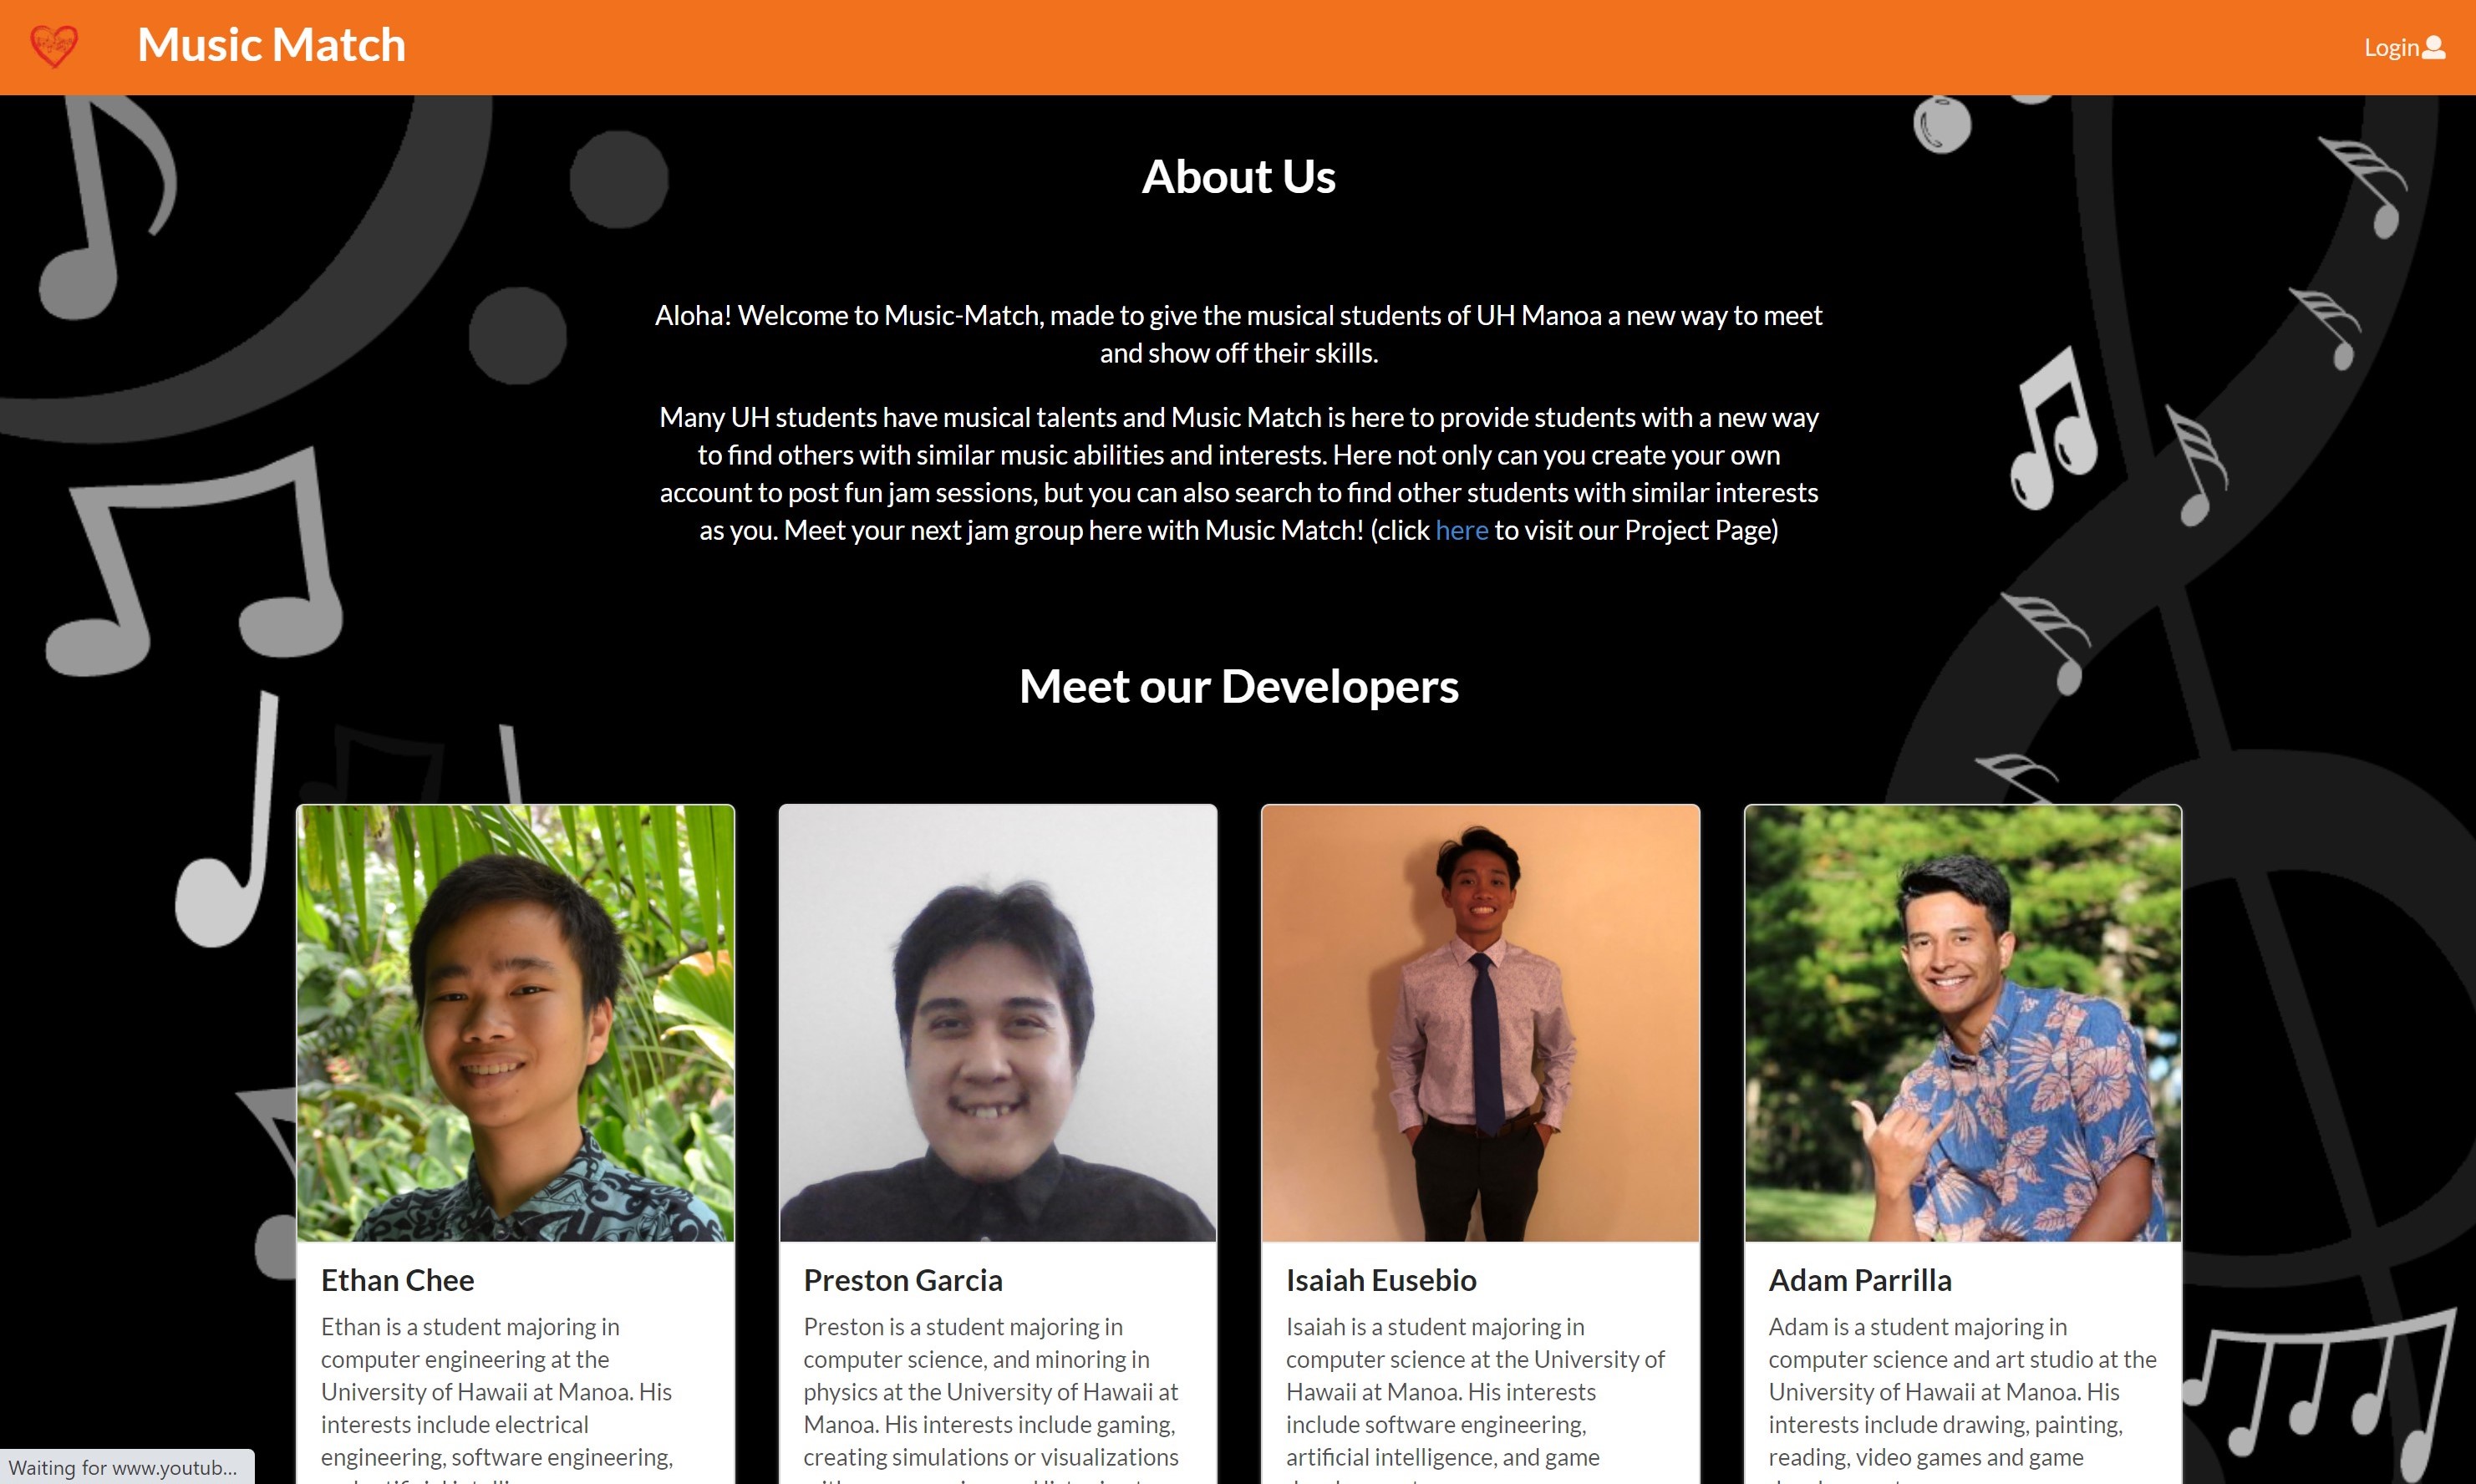 Music Match
Login
About Us
Aloha! Welcome to Music-Match, made to give the musical students of UH Manoa a new way to meet
and show off their skills.
Many UH students have musical talents and Music Match is here to provide students with a new way
to find others with similar music abilities and interests. Here not only can you create your own
account to post fun jam sessions, but you can also search to find other students with similar interests
as you. Meet your next jam group here with Music Match! (click here to visit our Project Page)
Meet our Developers
Ethan Chee
Ethan is a student majoring in
computer engineering at the
University of Hawaii at Manoa. His
interests include electrical
engineering, software engineering,
Preston Garcia
Preston is a student majoring in
computer science, and minoring in
physics at the University of Hawaii at
Manoa. His interests include gaming,
creating simulations or visualizations
Isaiah Eusebio
Isaiah is a student majoring in
computer science at the University of
Hawaii at Manoa. His interests
include software engineering,
artificial intelligence, and game
Adam Parrilla
Adam is a student majoring in
computer science and art studio at the
University of Hawaii at Manoa. His
interests include drawing, painting,
reading, video games and game
Waiting for www.youtub...